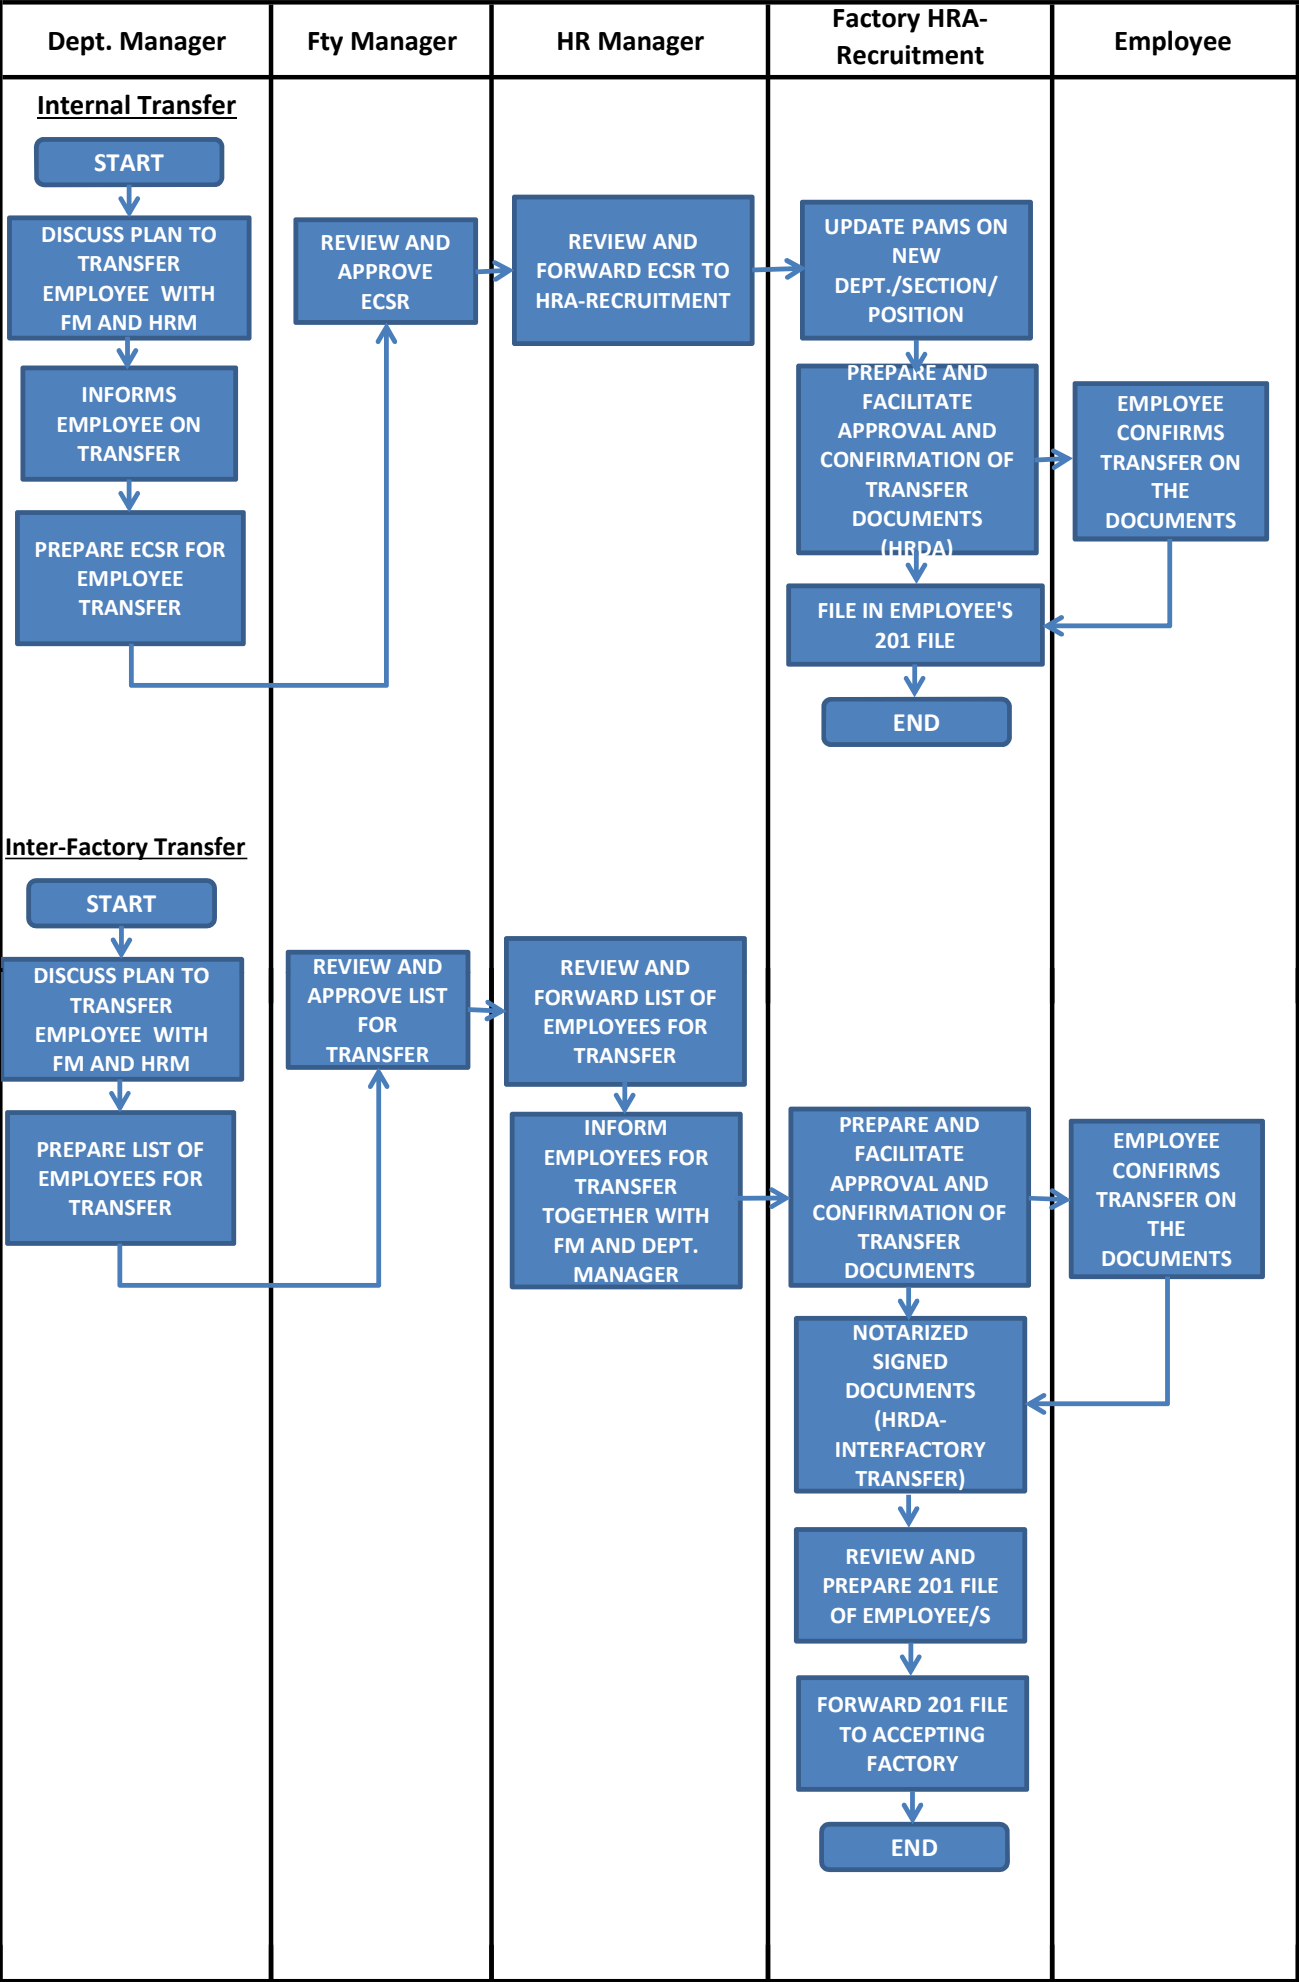 Dept. Manager
Fty Manager
HR Manager
Factory HRA-
Recruitment
Employee
Internal Transfer
START
DISCUSS PLAN TO
TRANSFER
EMPLOYEE WITH
FM AND HRM
INFORMS
EMPLOYEE ON
TRANSFER
PREPARE ECSR FOR
EMPLOYEE
TRANSFER
REVIEW AND
APPROVE
ECSR
REVIEW AND
FORWARD ECSR TO
HRA-RECRUITMENT
UPDATE PAMS ON
NEW
DEPT./SECTION/
POSITION
PREPARE AND
FACILITATE
APPROVAL AND
CONFIRMATION OF
TRANSFER
DOCUMENTS
(HRDA)
EMPLOYEE
CONFIRMS
TRANSFER ON
THE
DOCUMENTS
FILE IN EMPLOYEE'S
201 FILE
END
Inter-Factory Transfer
START
DISCUSS PLAN TO
TRANSFER
EMPLOYEE WITH
FM AND HRM
PREPARE LIST OF
EMPLOYEES FOR
TRANSFER
REVIEW AND
APPROVE LIST
FOR
TRANSFER
REVIEW AND
FORWARD LIST OF
EMPLOYEES FOR
TRANSFER
INFORM
EMPLOYEES FOR
TRANSFER
TOGETHER WITH
FM AND DEPT.
MANAGER
PREPARE AND
FACILITATE
APPROVAL AND
CONFIRMATION OF
TRANSFER
DOCUMENTS
EMPLOYEE
CONFIRMS
TRANSFER ON
THE
DOCUMENTS
NOTARIZED
SIGNED
DOCUMENTS
(HRDA-
INTERFACTORY
TRANSFER)
REVIEW AND
PREPARE 201 FILE
OF EMPLOYEE/S
FORWARD 201 FILE
TO ACCEPTING
FACTORY
END